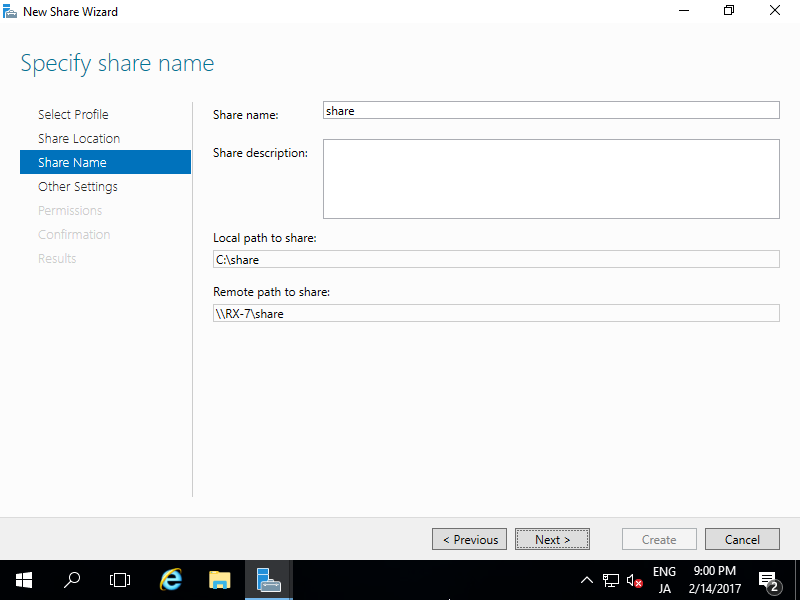 New Share Wizard
Specify share name
Select Profile
Share Location
Share Name
Other Settings
Permissions
Confirmation
Results
Share name:
share
Share description:
Local path to share:
C:\share
Remote path to share:
\\RX-7\share
< Previous
Next >
Create
Cancel
ENG
JA
9:00 PM
2/14/2017
2